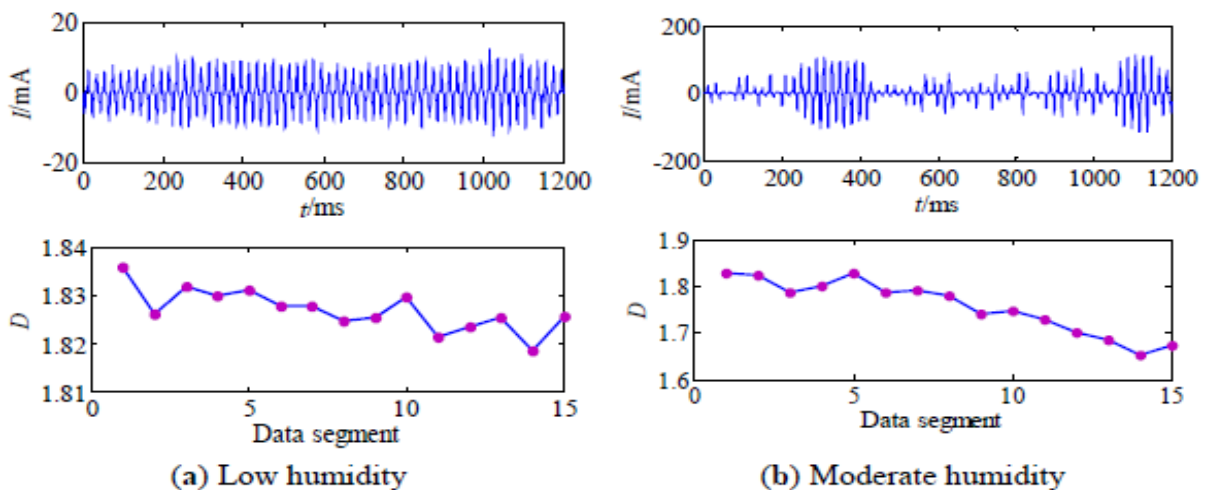 20
0
-20
I/mA
0 200 400 600 800 1000 1200
t/ms
1.84
1.83
1.82
1.81
D
0 5 10 15
Data segment
(a) Low humidity
200
0
-200
I/mA
0 200 400 600 800 1000 1200
t/ms
1.9
1.8
1.7
1.6
D
0 5 10 15
Data segment
(b) Moderate humidity